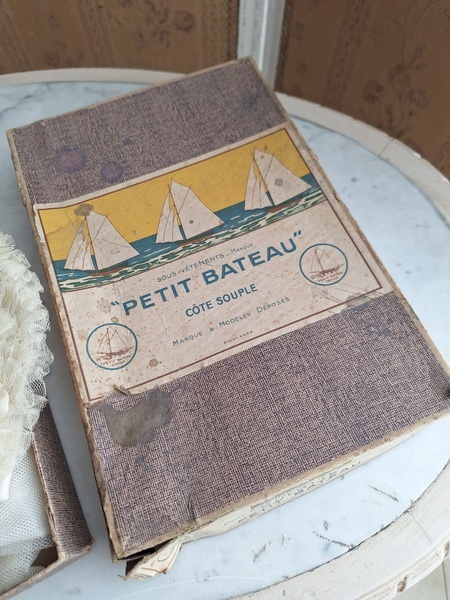 SOUS-VÊTEMENTS - MARQUE
"PETIT BATEAU"
CÔTE SOUPLE
MARQUE & MODÈLES DÉPOSÉS